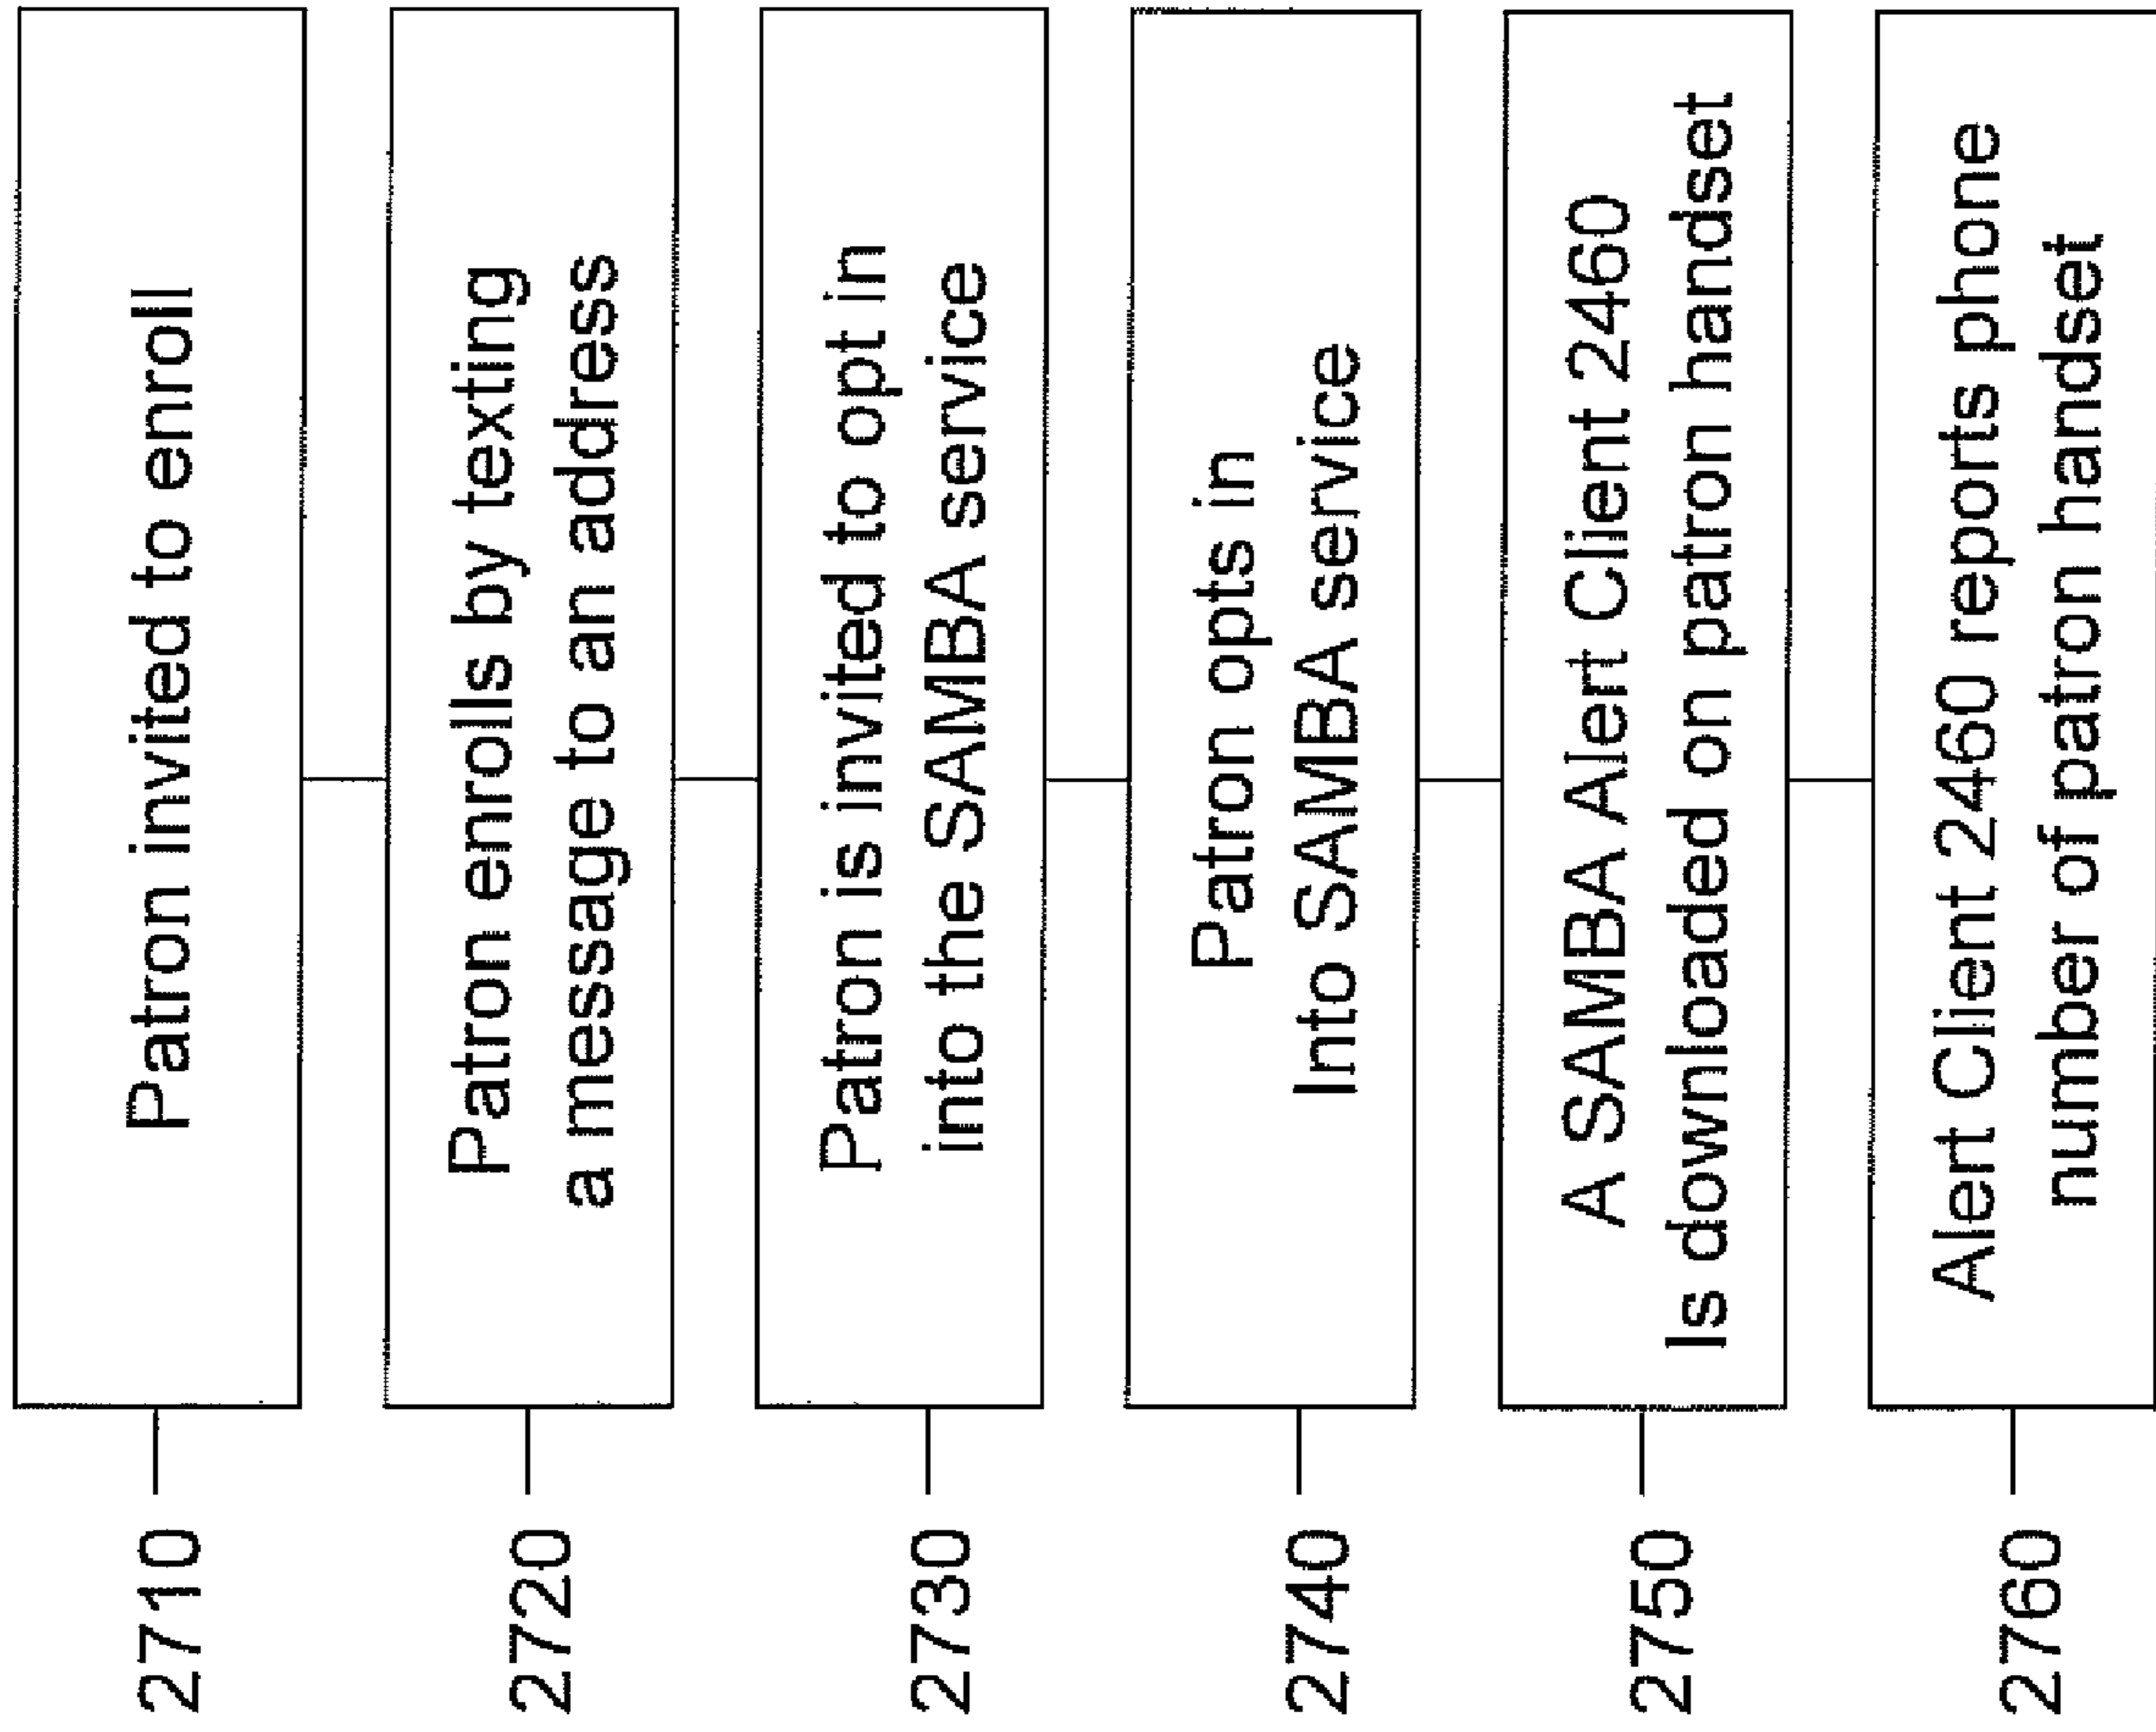 2710
Patron invited to enroll
2720
Patron enrolls by texting
a message to an address
2730
Patron is invited to opt in
into the SAMBA service
2740
Patron opts in
Into SAMBA service
2750
A SAMBA Alert Client 2460
Is downloaded on patron handset
2760
Alert Client 2460 reports phone
number of patron handset